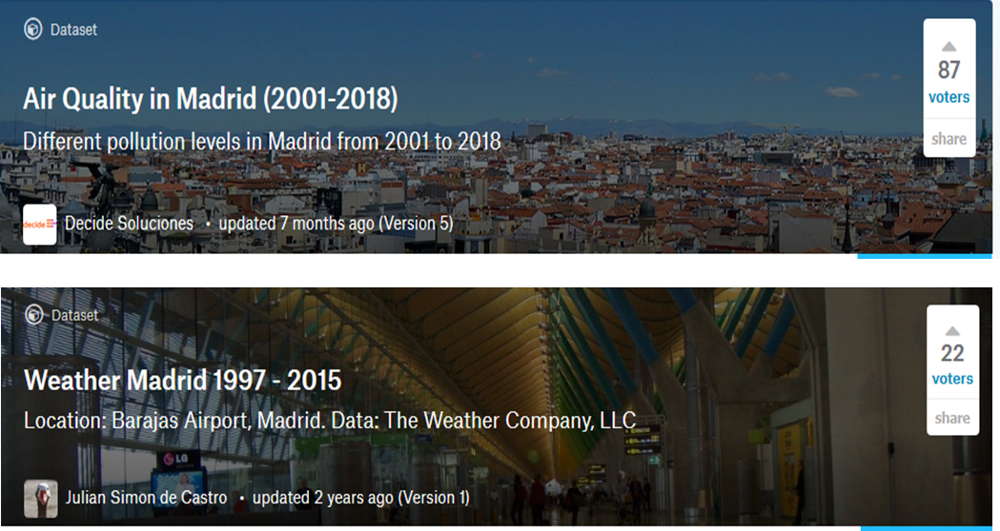 Dataset
87
voters
Air Quality in Madrid (2001-2018)
Different pollution levels in Madrid from 2001 to 2018
share
decide
Decide Soluciones • updated 7 months ago (Version 5)
Dataset
22
voters
Weather Madrid 1997 - 2015
Location: Barajas Airport, Madrid. Data: The Weather Company, LLC
share
LG
Julian Simon de Castro • updated 2 years ago (Version 1)